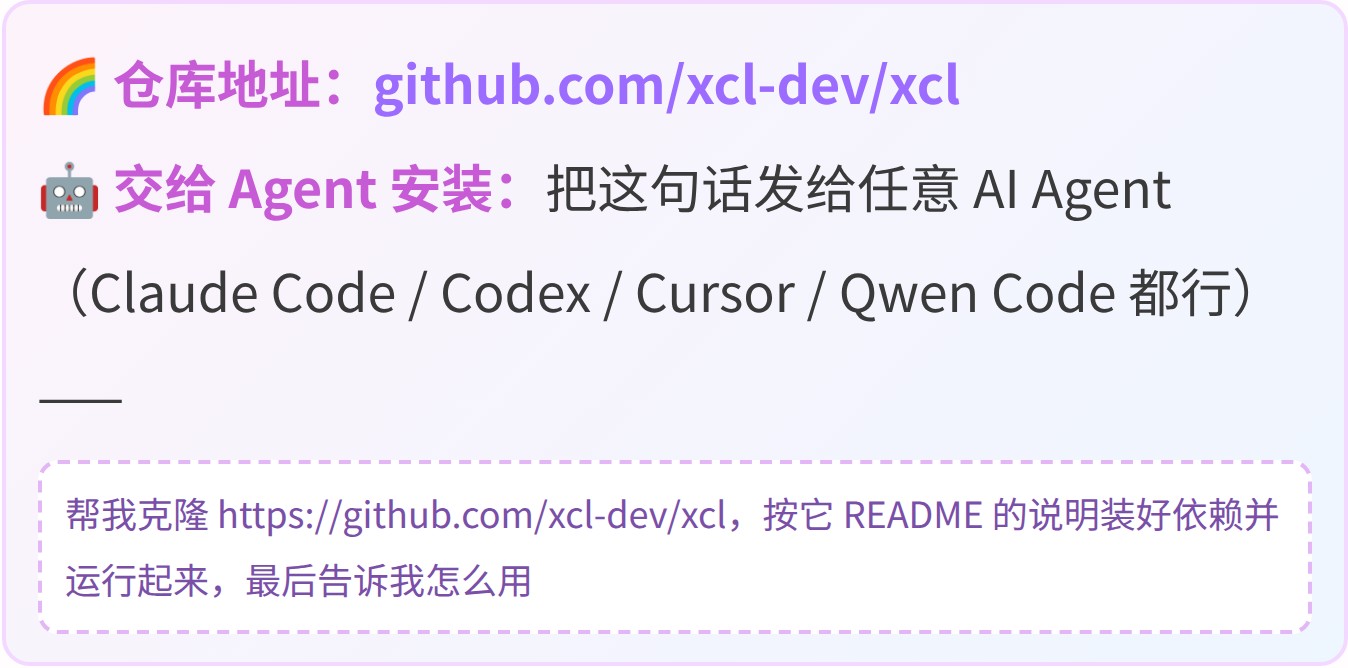 🌈 仓库地址：github.com/xcl-dev/xcl
🤖 交给 Agent 安装：把这句话发给任意 AI Agent
（Claude Code / Codex / Cursor / Qwen Code 都行）
——
帮我克隆 https://github.com/xcl-dev/xcl，按它 README 的说明装好依赖并
运行起来，最后告诉我怎么用